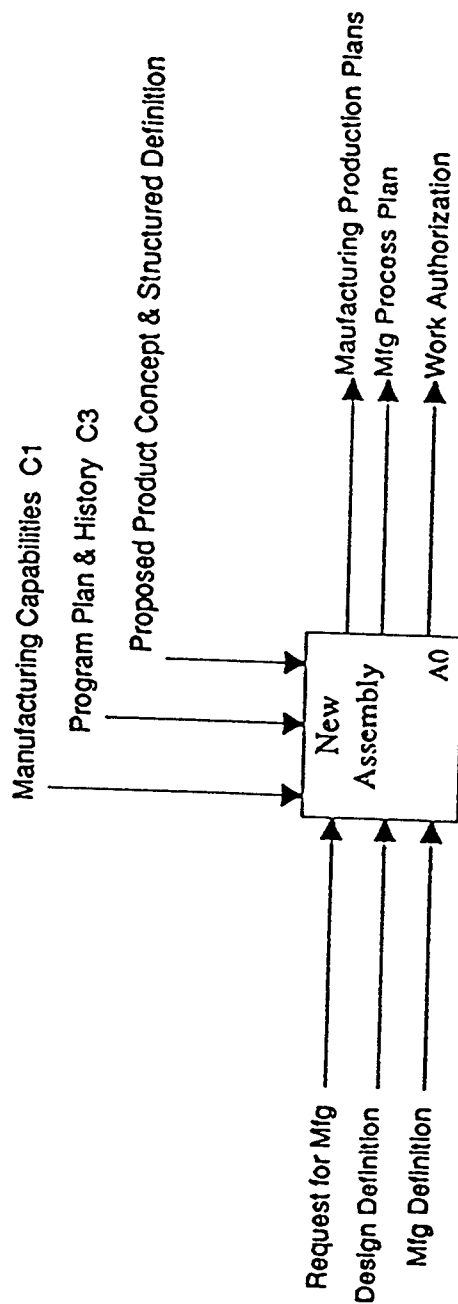 Manufacturing Capabilities C1
Program Plan & History C3
Proposed Product Concept & Structured Definition
Request for Mfg
Design Definition
Mfg Definition
New
Assembly
A0
Maufacturing Production Plans
Mfg Process Plan
Work Authorization